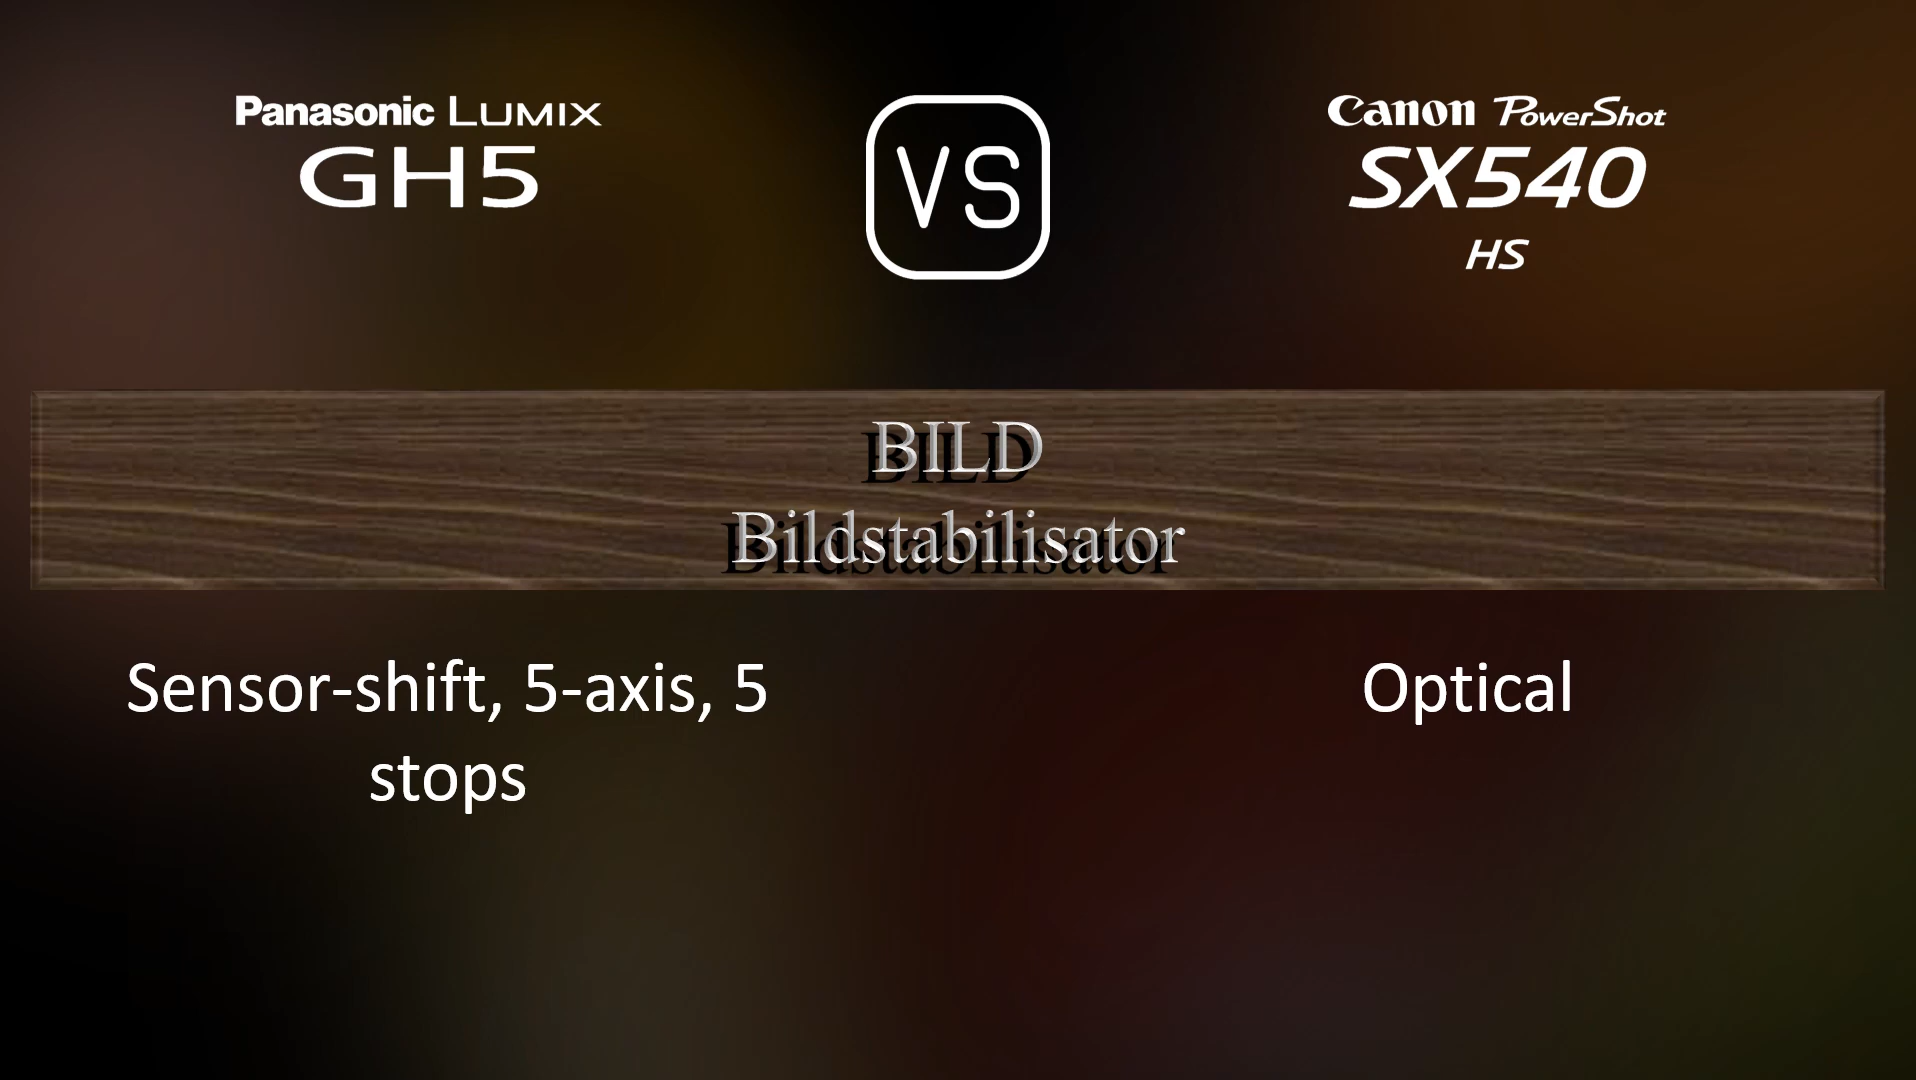 Panasonic LUMIX
GH5
VS
Canon PowerShot
SX540
HS
BILD
Bildstabilisator
Sensor-shift, 5-axis, 5
stops
Optical